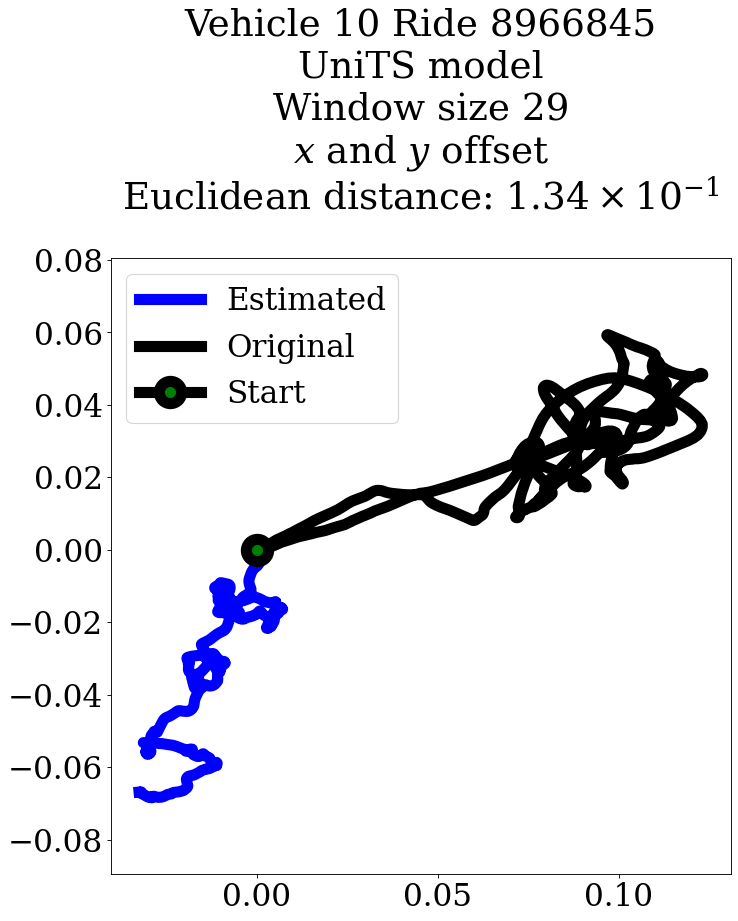 Vehicle 10 Ride 8966845
UniTS model
Window size 29
x and y offset
Euclidean distance: 1.34 × 10⁻¹
0.08
0.06
0.04
0.02
0.00
−0.02
−0.04
−0.06
−0.08
Estimated
Original
Start
0.00 0.05 0.10